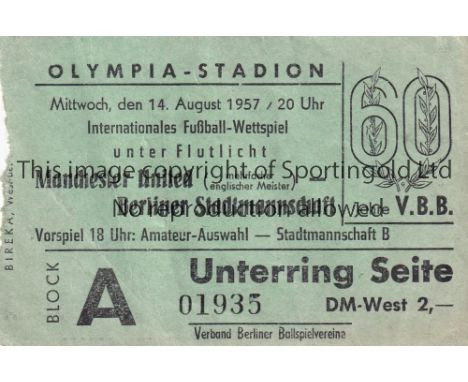 OLYMPIA-STADION
Mittwoch, den 14. August 1957 / 20 Uhr
Internationales Fußball-Wettspiel
unter Flutlicht
60
This image copyright of Sportingold Ltd
Manchester United (englischer Meister) —
No reproduction allowed
Berliner Stadtmannschaft
Jahre V.B.B.
Vorspiel 18 Uhr: Amateur-Auswahl — Stadtmannschaft B
BIREKA,
BLOCK
A
Unterring Seite
01935
DM-West 2,—
Verband Berliner Ballspielvereine